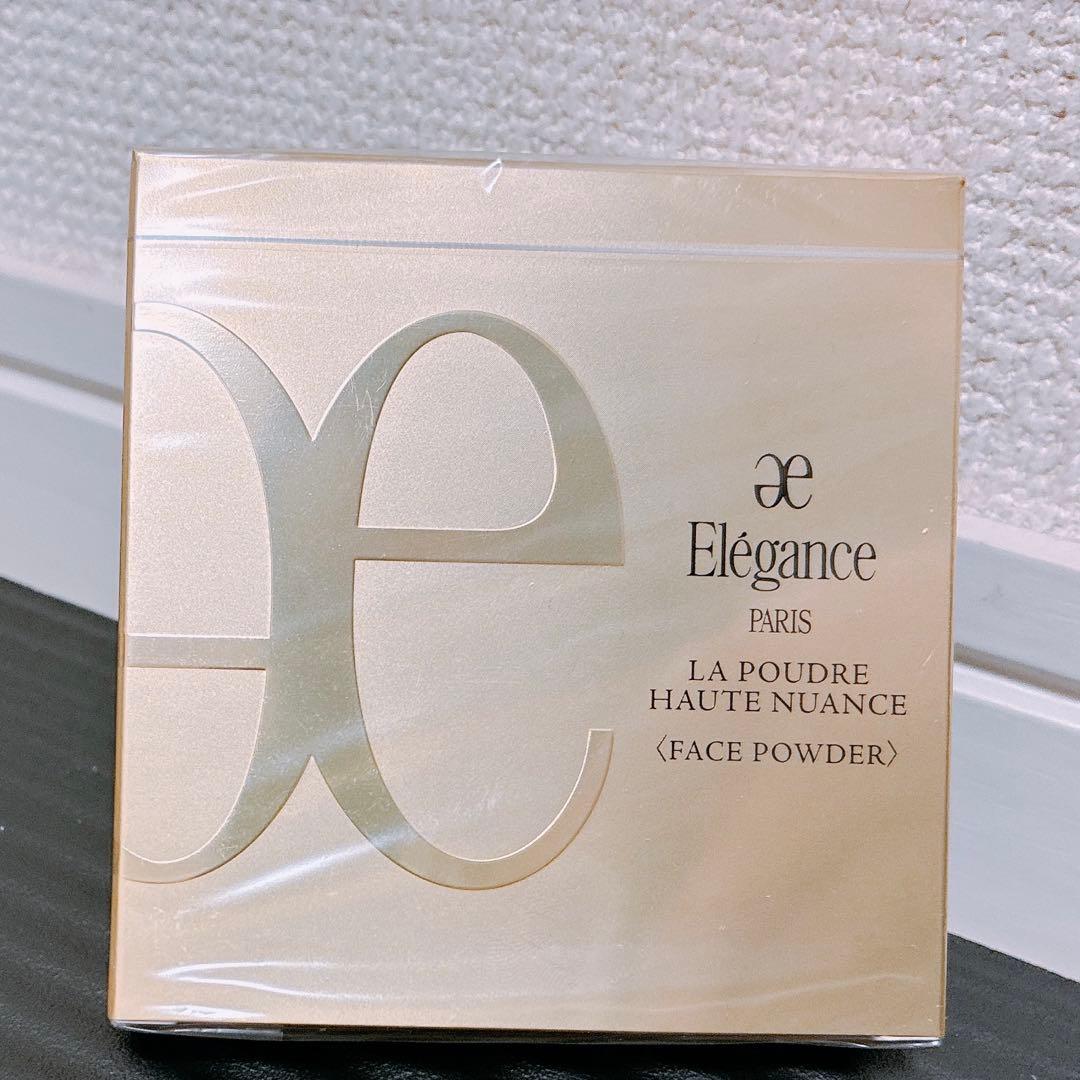 Elégance
PARIS
LA POUDRE
HAUTE NUANCE
〈FACE POWDER〉